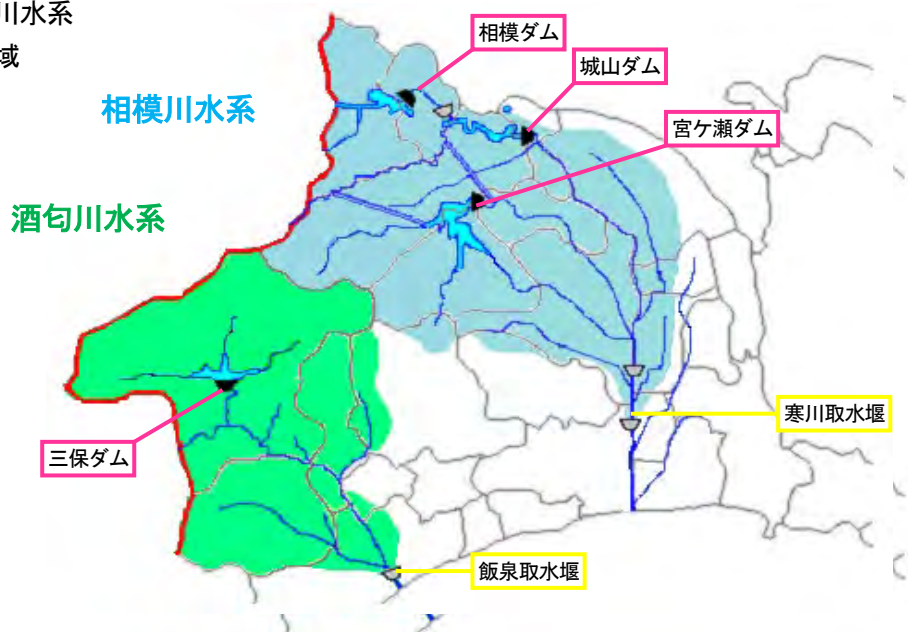 川水系
域
相模ダム
城山ダム
相模川水系
宮ケ瀬ダム
酒匂川水系
寒川取水堰
三保ダム
飯泉取水堰